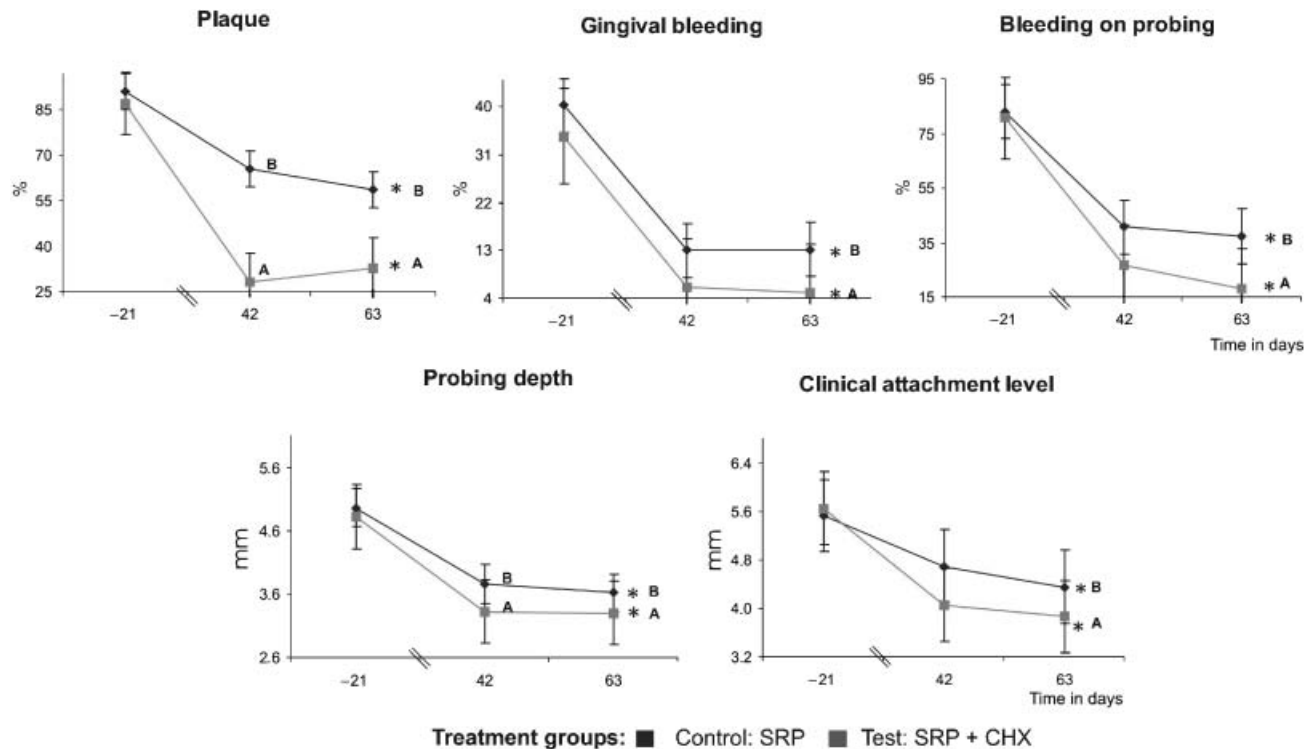 Plaque
Gingival bleeding
Bleeding on probing
%
85
70
55
40
25
B
A
* B
* A
–21
42
63
%
40
31
22
13
4
* B
* A
–21
42
63
%
95
75
55
35
15
* B
* A
–21
42
63
Time in days
Probing depth
Clinical attachment level
mm
5.6
4.6
3.6
2.6
B
A
* B
* A
–21
42
63
mm
6.4
5.6
4.8
4.0
3.2
* B
* A
–21
42
63
Time in days
Treatment groups: Control: SRP Test: SRP + CHX